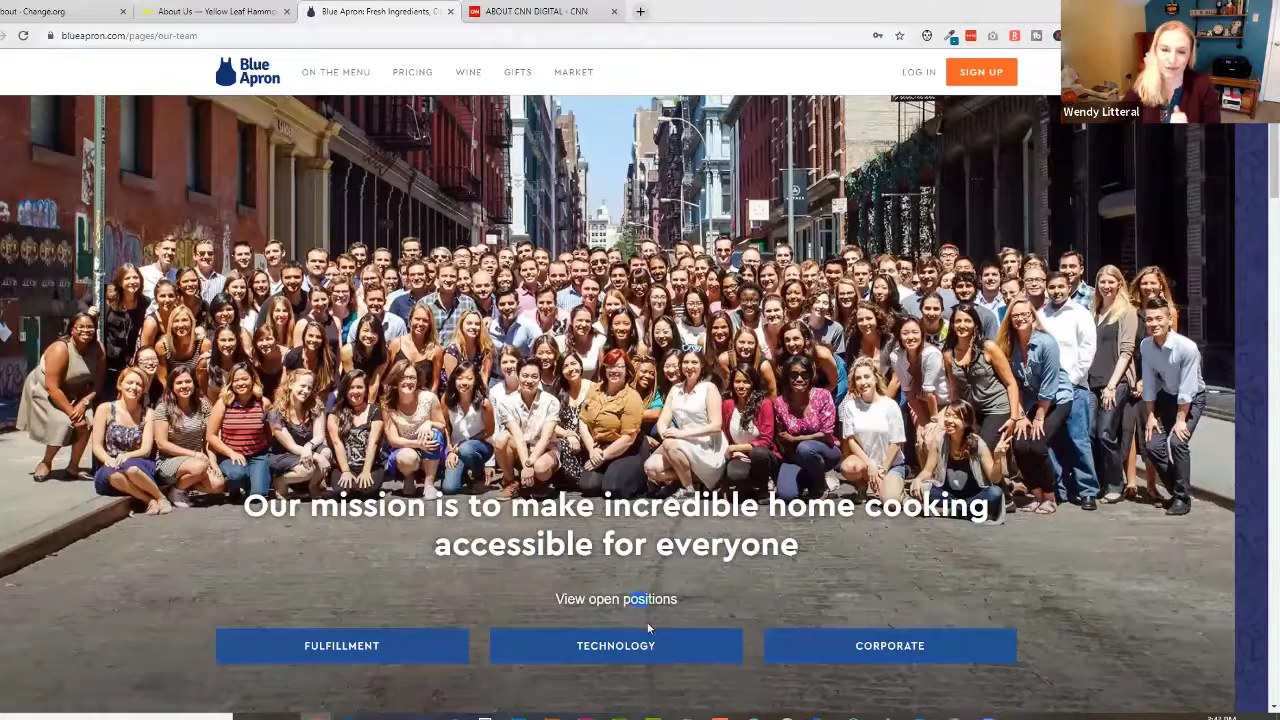 bout · Change.org
About Us — Yellow Leaf Hammo
Blue Apron: Fresh Ingredients, O
ABOUT CNN DIGITAL - CNN
blueapron.com/pages/our-team
Blue
Apron
ON THE MENU
PRICING
WINE
GIFTS
MARKET
LOG IN
SIGN UP
Wendy Litteral
Our mission is to make incredible home cooking
accessible for everyone
View open positions
FULFILLMENT
TECHNOLOGY
CORPORATE